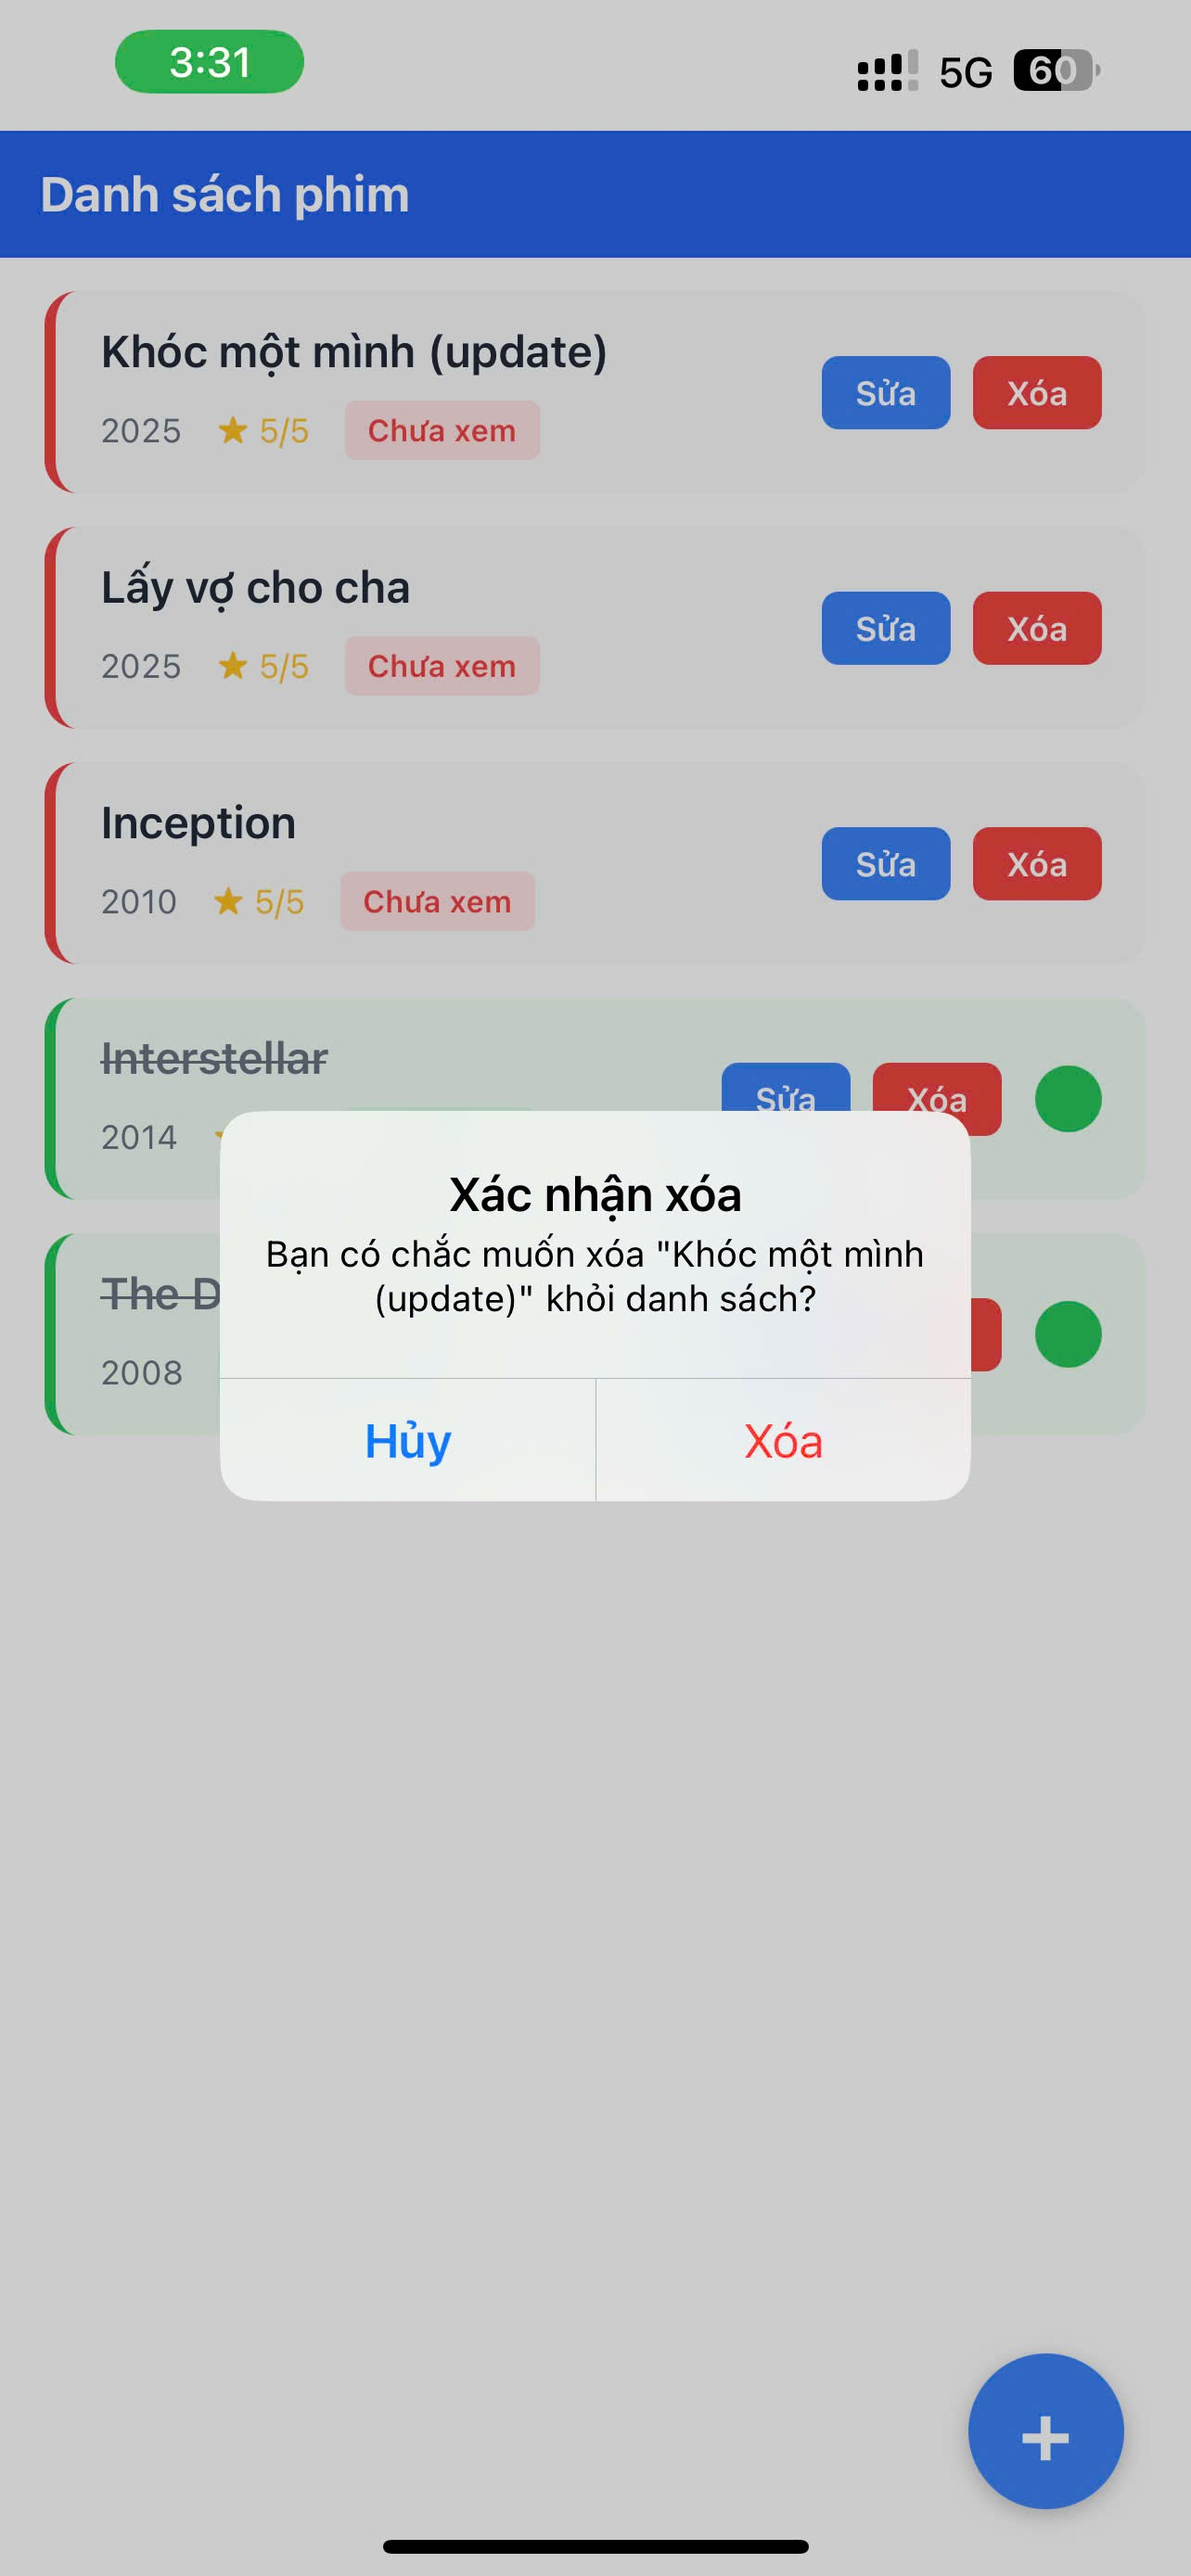 3:31
5G
60
Danh sách phim
Khóc một mình (update)
2025 ★ 5/5 Chưa xem
Sửa
Xóa
Lấy vợ cho cha
2025 ★ 5/5 Chưa xem
Sửa
Xóa
Inception
2010 ★ 5/5 Chưa xem
Sửa
Xóa
Interstellar
2014
Sửa
Xóa
The D
2008
Xác nhận xóa
Bạn có chắc muốn xóa "Khóc một mình
(update)" khỏi danh sách?
Hủy
Xóa
+